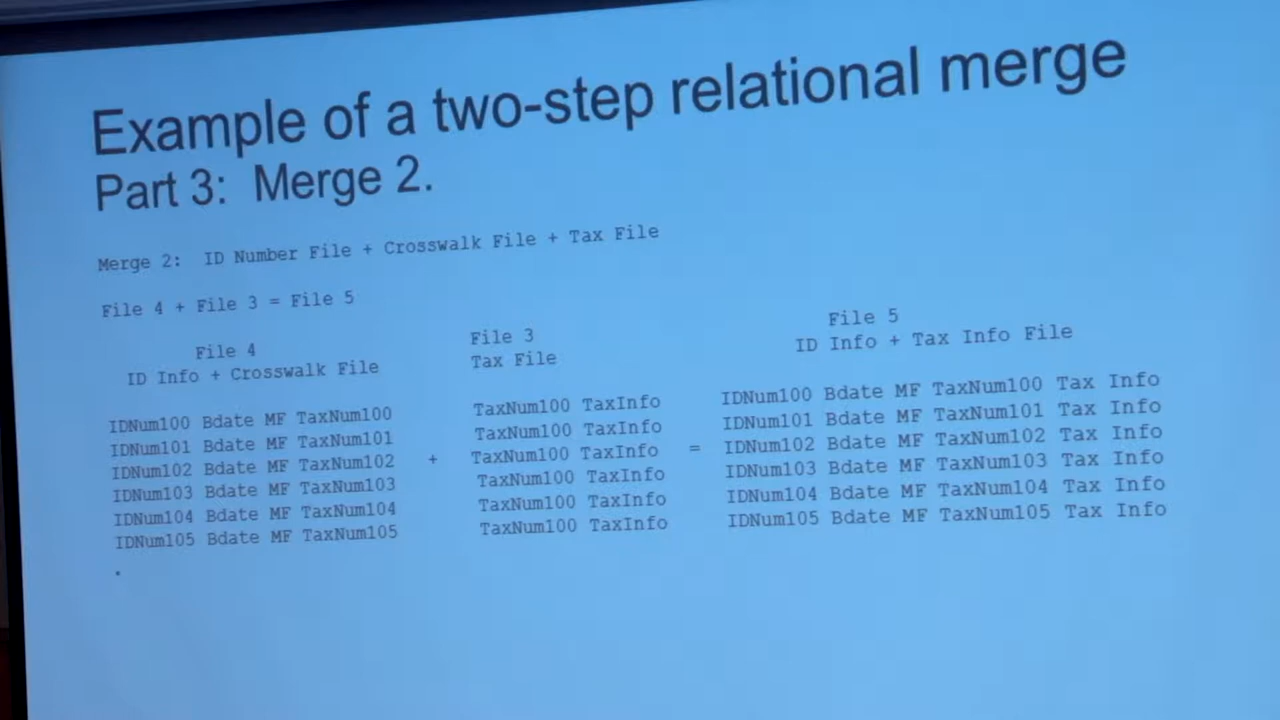 Example of a two-step relational merge
Part 3: Merge 2.
Merge 2: ID Number File + Crosswalk File + Tax File
File 4 + File 3 = File 5
File 4
ID Info + Crosswalk File
IDNum100 Bdate MF TaxNum100
IDNum101 Bdate MF TaxNum101
IDNum102 Bdate MF TaxNum102
IDNum103 Bdate MF TaxNum103
IDNum104 Bdate MF TaxNum104
IDNum105 Bdate MF TaxNum105
.
+
File 3
Tax File
TaxNum100 TaxInfo
TaxNum100 TaxInfo
TaxNum100 TaxInfo
TaxNum100 TaxInfo
TaxNum100 TaxInfo
TaxNum100 TaxInfo
=
File 5
ID Info + Tax Info File
IDNum100 Bdate MF TaxNum100 Tax Info
IDNum101 Bdate MF TaxNum101 Tax Info
IDNum102 Bdate MF TaxNum102 Tax Info
IDNum103 Bdate MF TaxNum103 Tax Info
IDNum104 Bdate MF TaxNum104 Tax Info
IDNum105 Bdate MF TaxNum105 Tax Info